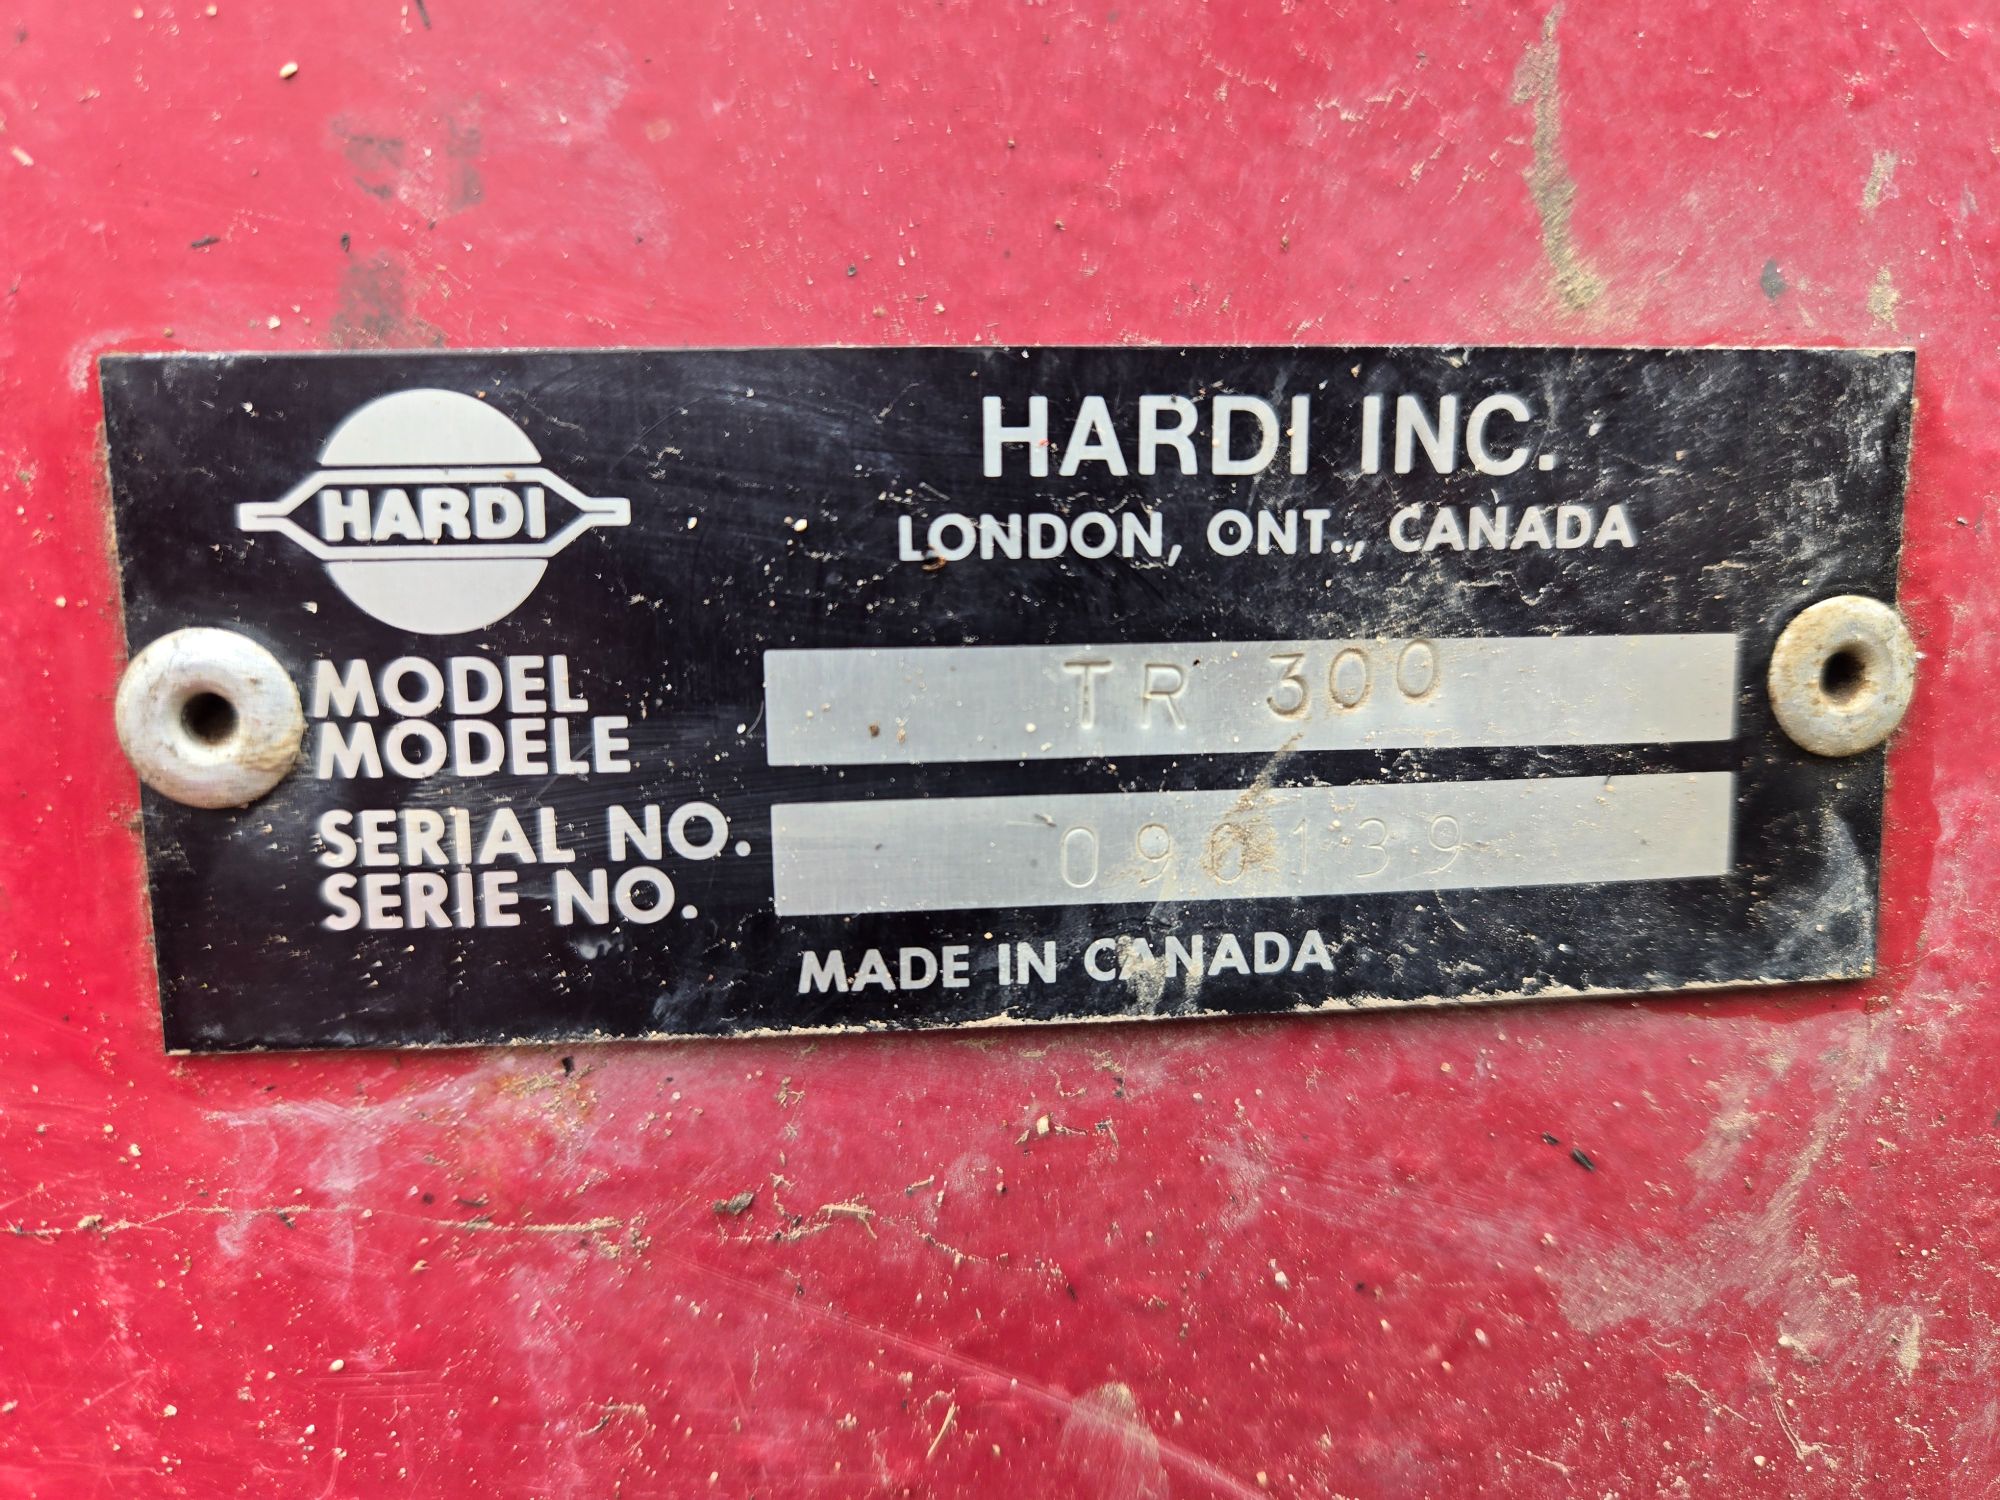 HARDI
HARDI INC.
LONDON, ONT., CANADA
MODEL
MODELE
TR 300
SERIAL NO.
SERIE NO.
090139
MADE IN CANADA